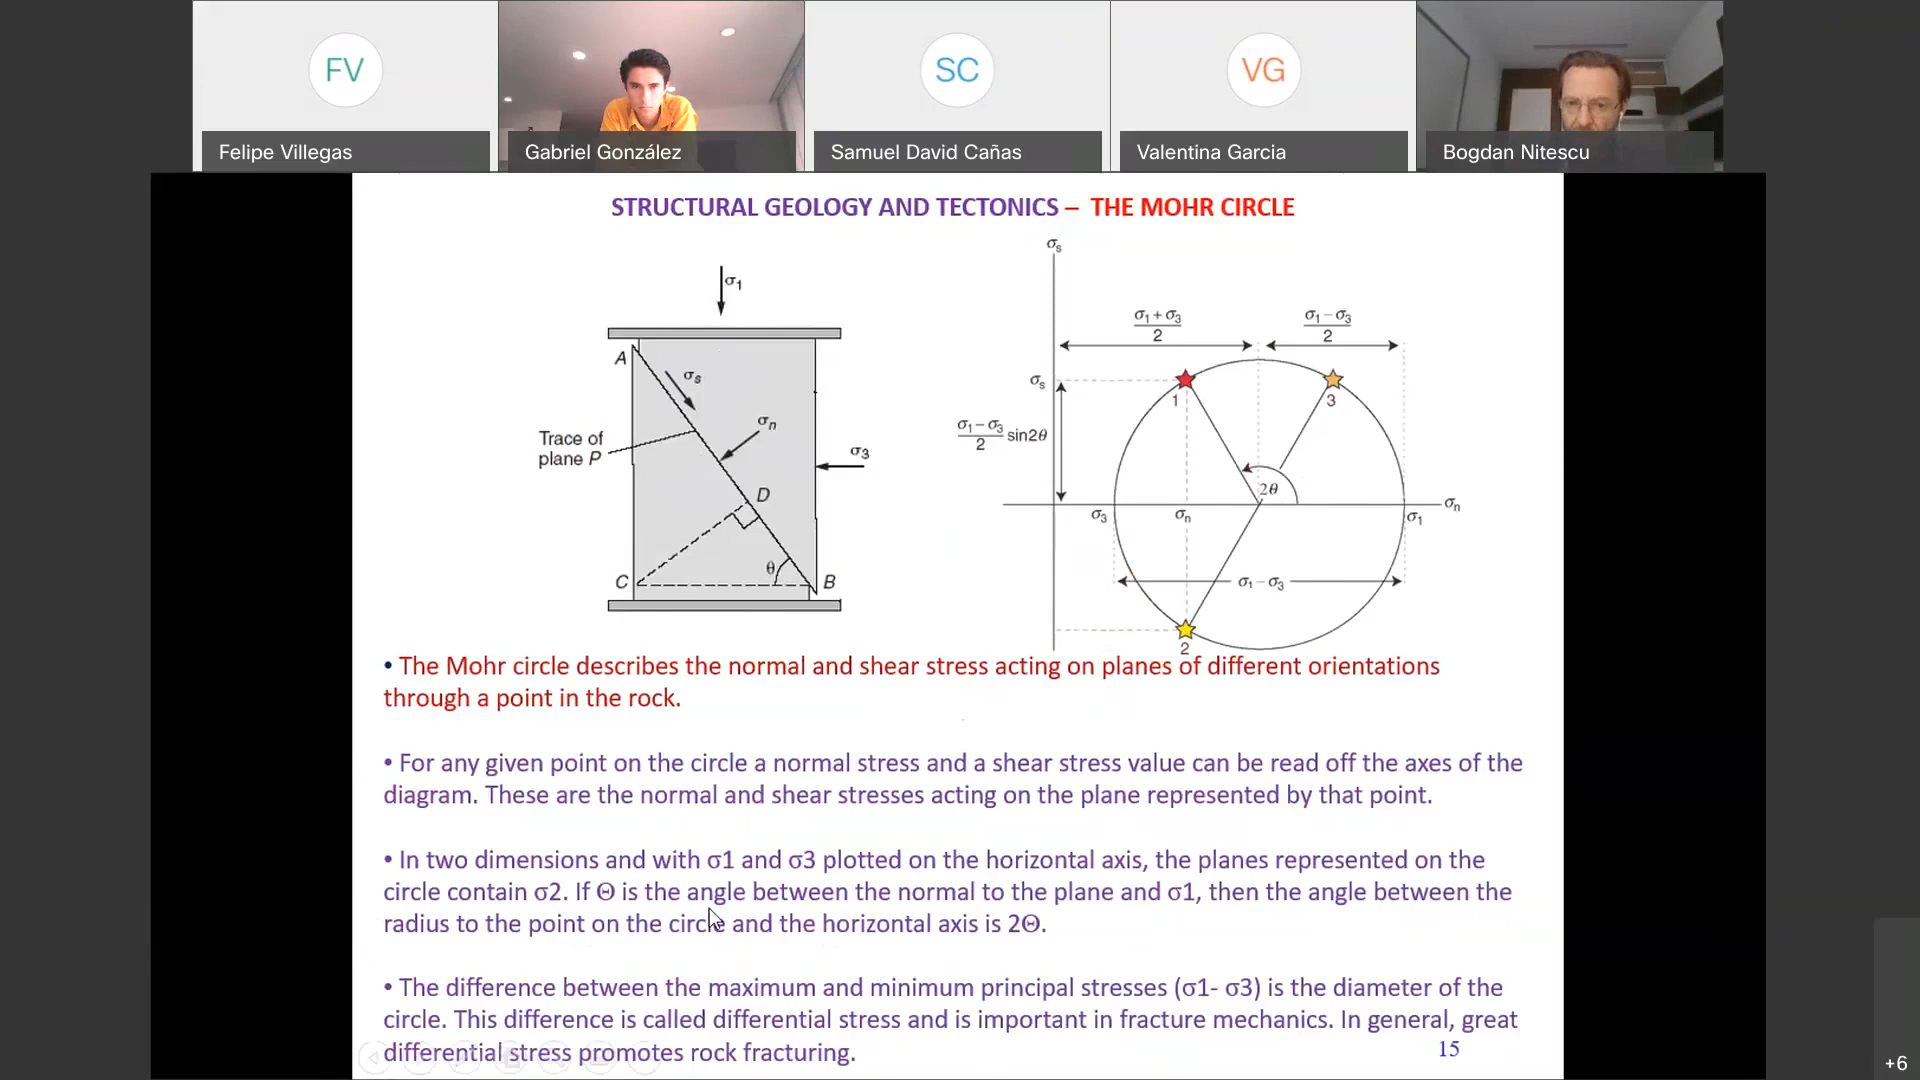 FV
SC
VG
Felipe Villegas
Gabriel González
Samuel David Cañas
Valentina Garcia
Bogdan Nitescu
STRUCTURAL GEOLOGY AND TECTONICS – THE MOHR CIRCLE
σ1
A
σs
σn
Trace of
plane P
σ3
D
C
θ
B
σs
σ1 + σ3
2
σ1 – σ3
2
σs
1
3
σ1 – σ3
2
sin2θ
2θ
σ3
σn
σ1
σn
σ1 – σ3
2
• The Mohr circle describes the normal and shear stress acting on planes of different orientations
through a point in the rock.
• For any given point on the circle a normal stress and a shear stress value can be read off the axes of the
diagram. These are the normal and shear stresses acting on the plane represented by that point.
• In two dimensions and with σ1 and σ3 plotted on the horizontal axis, the planes represented on the
circle contain σ2. If Θ is the angle between the normal to the plane and σ1, then the angle between the
radius to the point on the circle and the horizontal axis is 2Θ.
• The difference between the maximum and minimum principal stresses (σ1- σ3) is the diameter of the
circle. This difference is called differential stress and is important in fracture mechanics. In general, great
differential stress promotes rock fracturing.
15
+6